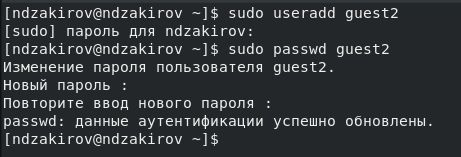 [ndzakirov@ndzakirov ~]$ sudo useradd guest2
[sudo] пароль для ndzakirov:
[ndzakirov@ndzakirov ~]$ sudo passwd guest2
Изменение пароля пользователя guest2.
Новый пароль :
Повторите ввод нового пароля :
passwd: данные аутентификации успешно обновлены.
[ndzakirov@ndzakirov ~]$